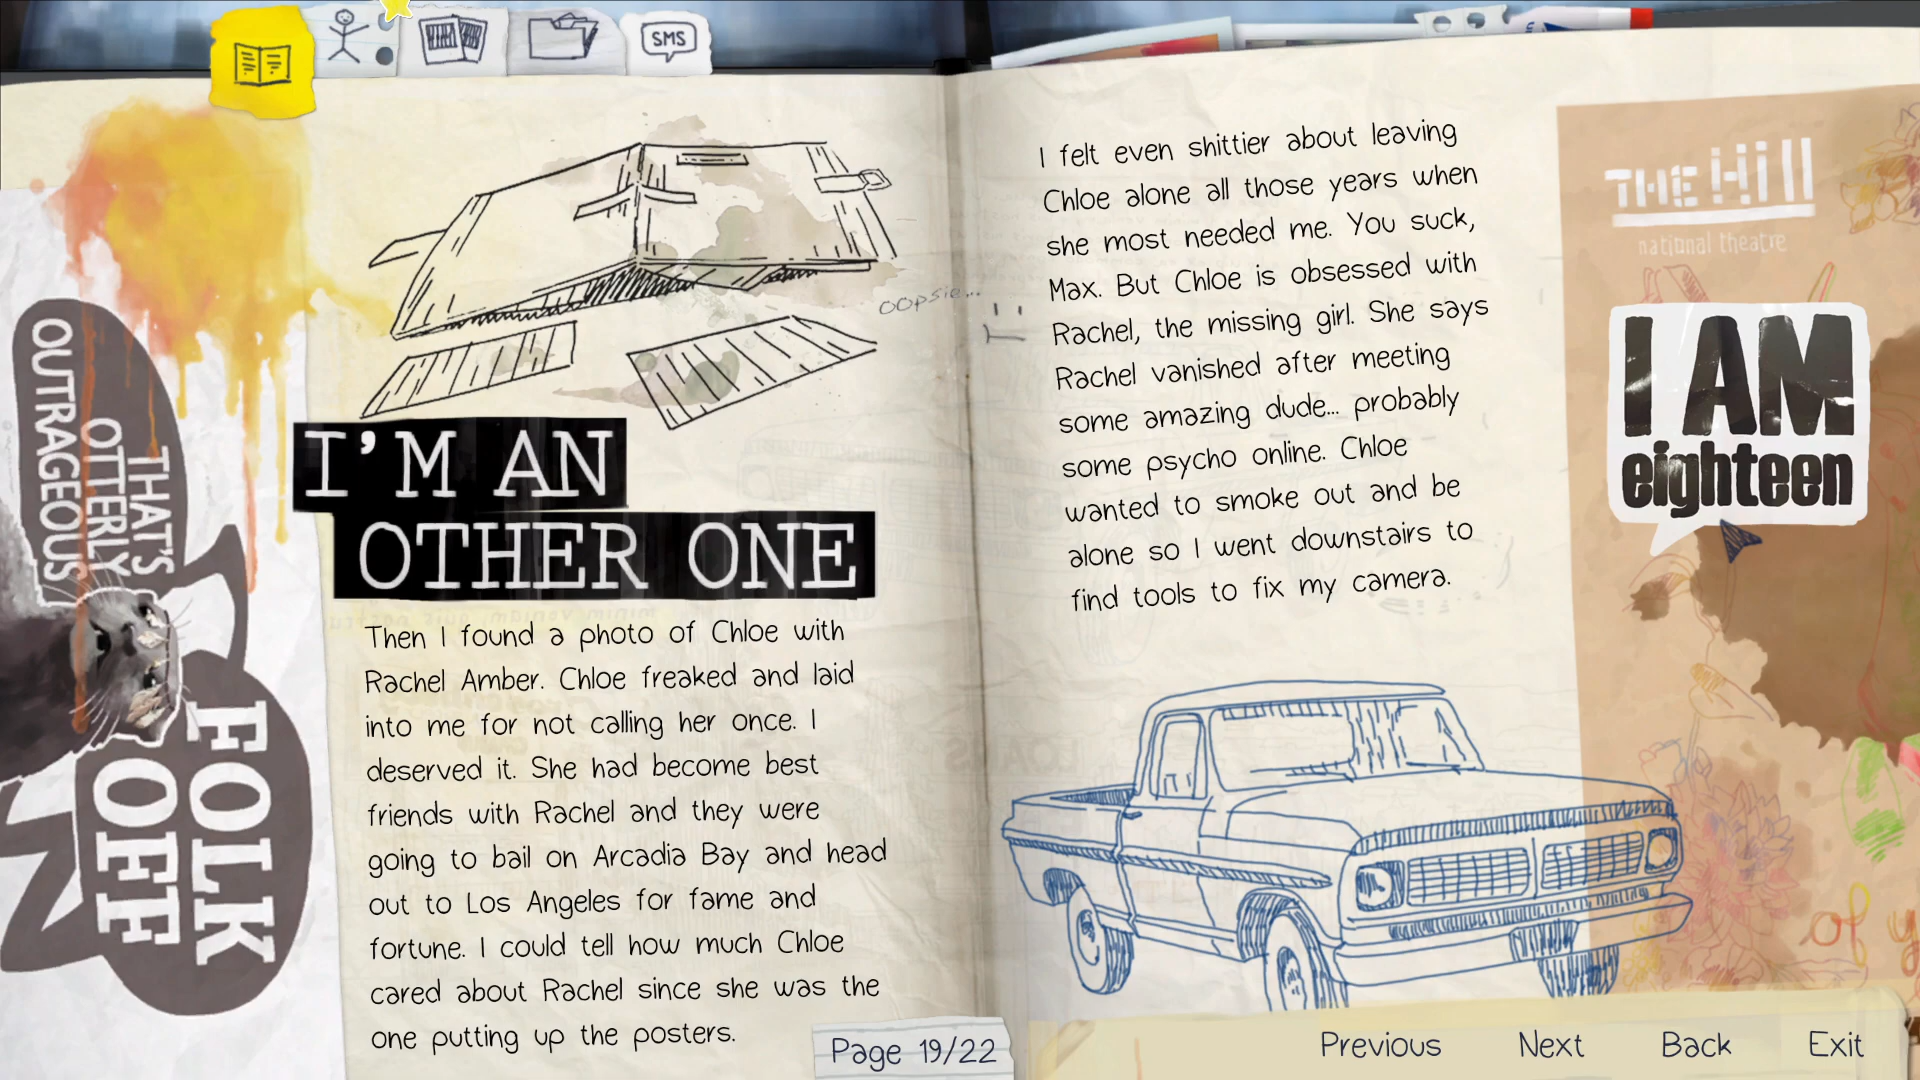 SMS
THAT'S
OTTERLY
OUTRAGEOUS
FOLK
OFF
oopsie...
I'M AN
OTHER ONE
Then I found a photo of Chloe with
Rachel Amber. Chloe freaked and laid
into me for not calling her once. I
deserved it. She had become best
friends with Rachel and they were
going to bail on Arcadia Bay and head
out to Los Angeles for fame and
fortune. I could tell how much Chloe
cared about Rachel since she was the
one putting up the posters.
Page 19/22
I felt even shittier about leaving
Chloe alone all those years when
she most needed me. You suck,
Max. But Chloe is obsessed with
Rachel, the missing girl. She says
Rachel vanished after meeting
some amazing dude... probably
some psycho online. Chloe
wanted to smoke out and be
alone so I went downstairs to
find tools to fix my camera.
THE Hill
national theatre
I AM
eighteen
of
Previous
Next
Back
Exit